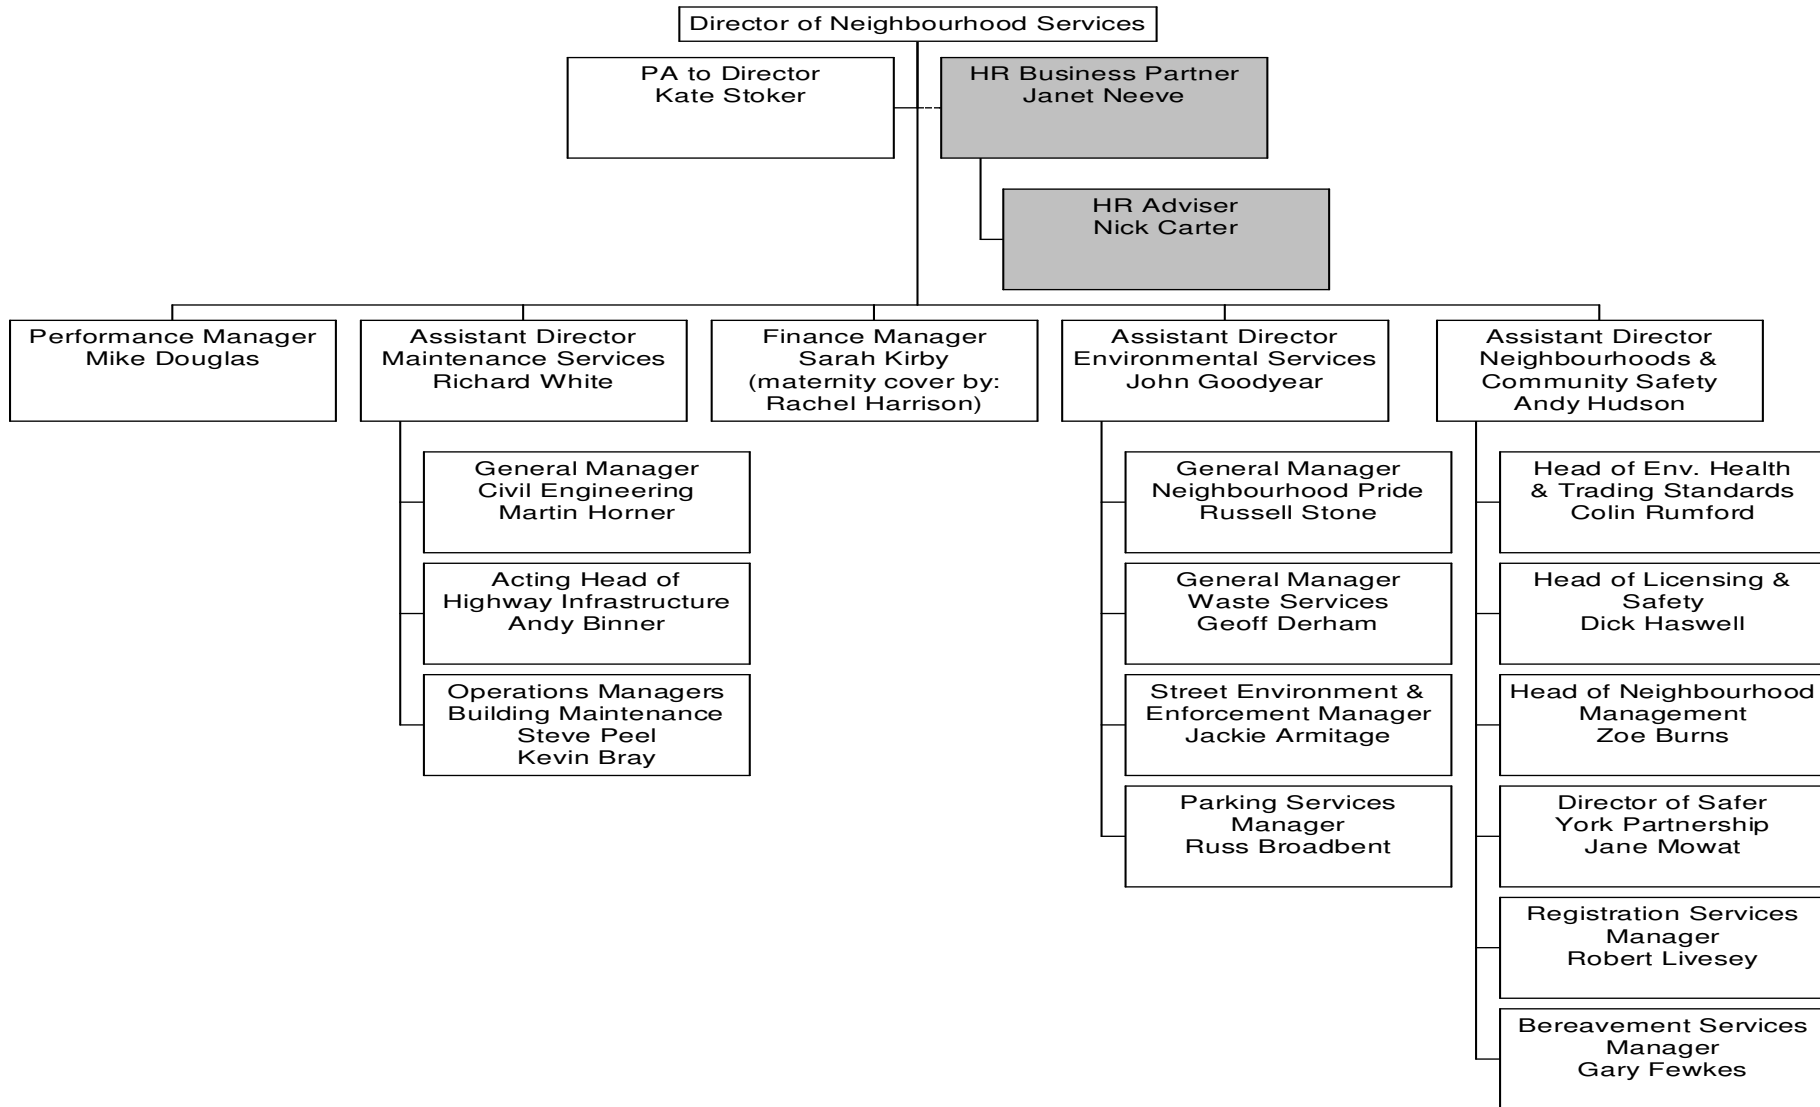 Director of Neighbourhood Services
PA to Director
Kate Stoker
HR Business Partner
Janet Neeve
HR Adviser
Nick Carter
Performance Manager
Mike Douglas
Assistant Director
Maintenance Services
Richard White
Finance Manager
Sarah Kirby
(maternity cover by:
Rachel Harrison)
Assistant Director
Environmental Services
John Goodyear
Assistant Director
Neighbourhoods &
Community Safety
Andy Hudson
General Manager
Civil Engineering
Martin Horner
Acting Head of
Highway Infrastructure
Andy Binner
Operations Managers
Building Maintenance
Steve Peel
Kevin Bray
General Manager
Neighbourhood Pride
Russell Stone
General Manager
Waste Services
Geoff Derham
Street Environment &
Enforcement Manager
Jackie Armitage
Parking Services
Manager
Russ Broadbent
Head of Env. Health
& Trading Standards
Colin Rumford
Head of Licensing &
Safety
Dick Haswell
Head of Neighbourhood
Management
Zoe Burns
Director of Safer
York Partnership
Jane Mowat
Registration Services
Manager
Robert Livesey
Bereavement Services
Manager
Gary Fewkes